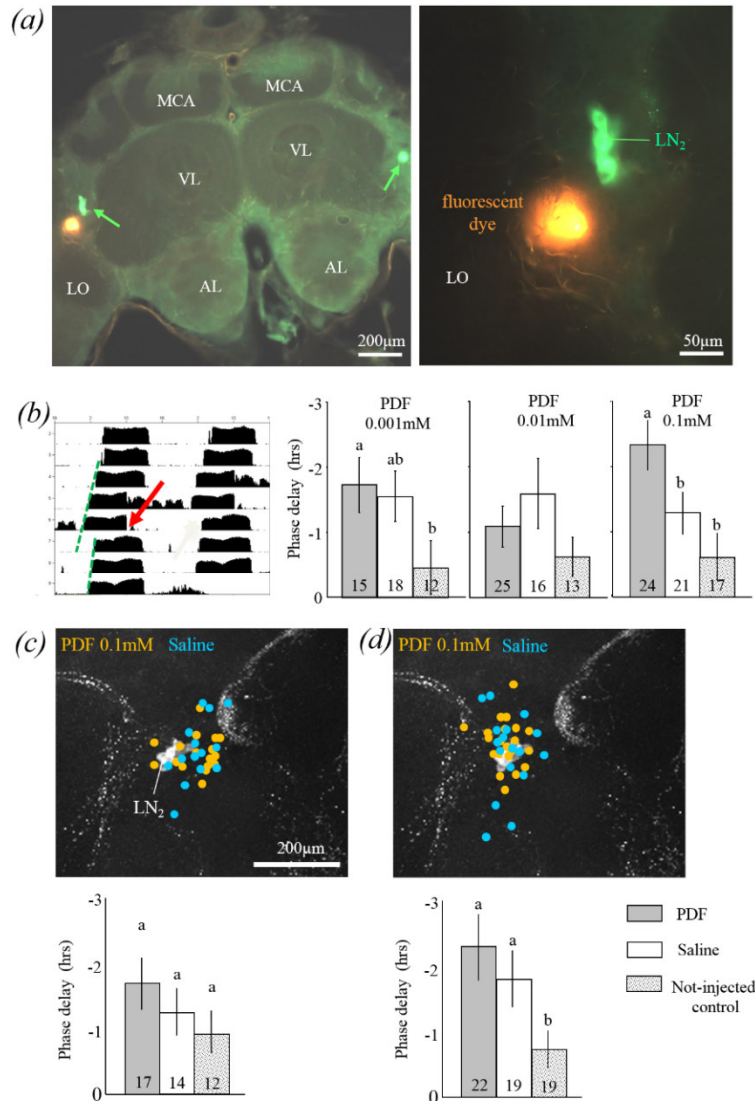 (a)
MCA MCA
VL VL
LO AL AL
200µm
LN2
fluorescent
dye
LO
50µm
(b)
Phase delay (hrs)
-3
-2
-1
0
PDF
0.001mM
a ab b
15 18 12
PDF
0.01mM
25 16 13
PDF
0.1mM
a b b
24 21 17
(c)
PDF 0.1mM Saline
LN2
200µm
(d)
PDF 0.1mM Saline
Phase delay (hrs)
-3
-2
-1
0
a a a
17 14 12
Phase delay (hrs)
-3
-2
-1
0
a a b
22 19 19
PDF
Saline
Not-injected
control